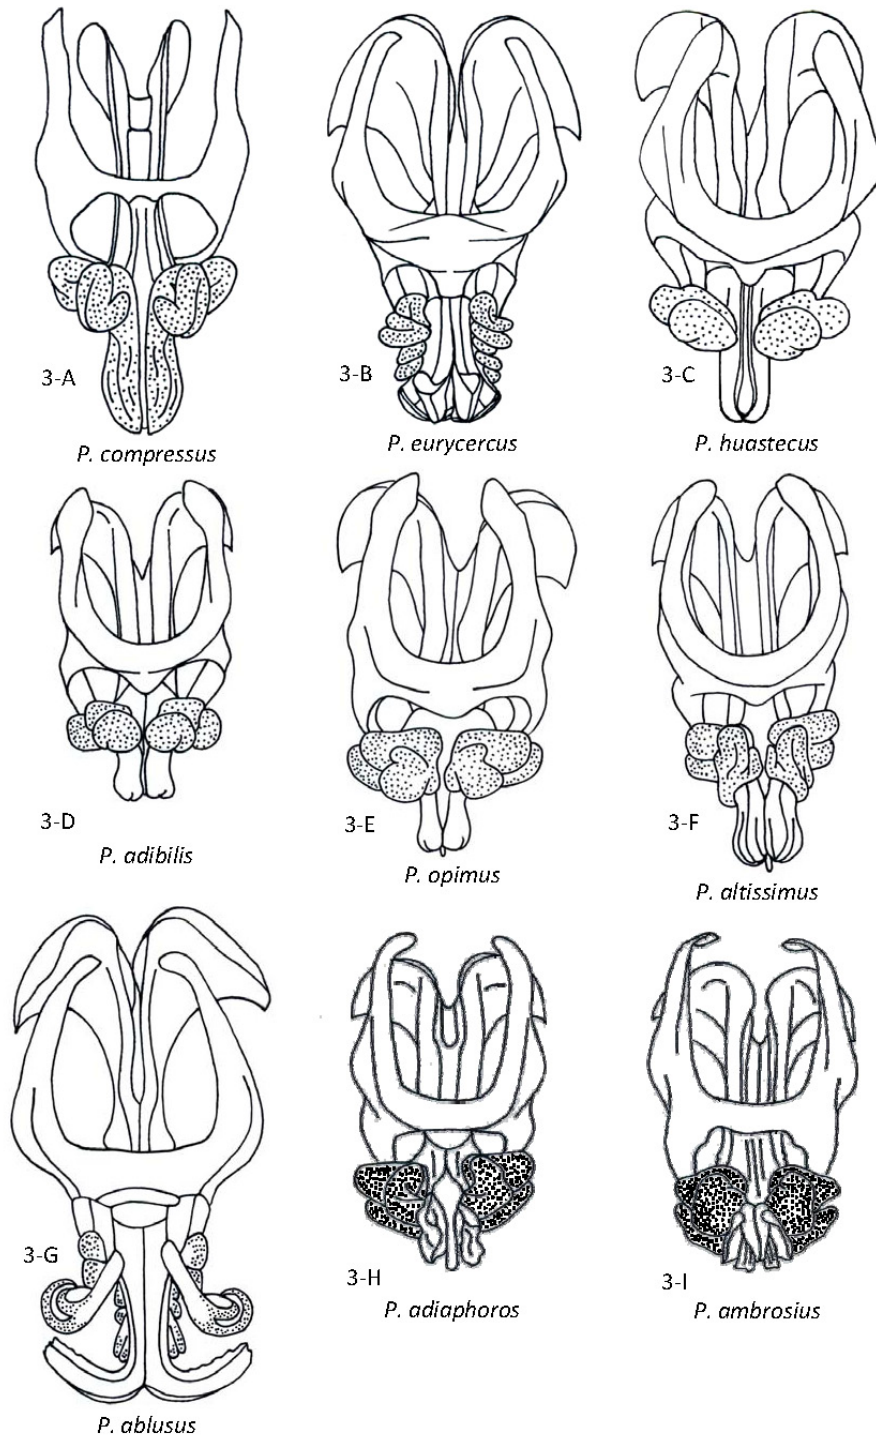 3-A
P. compressus
3-B
P. eurycercus
3-C
P. huastecus
3-D
P. adibilis
3-E
P. opimus
3-F
P. altissimus
3-G
P. ablusus
3-H
P. adiaphoros
3-I
P. ambrosius